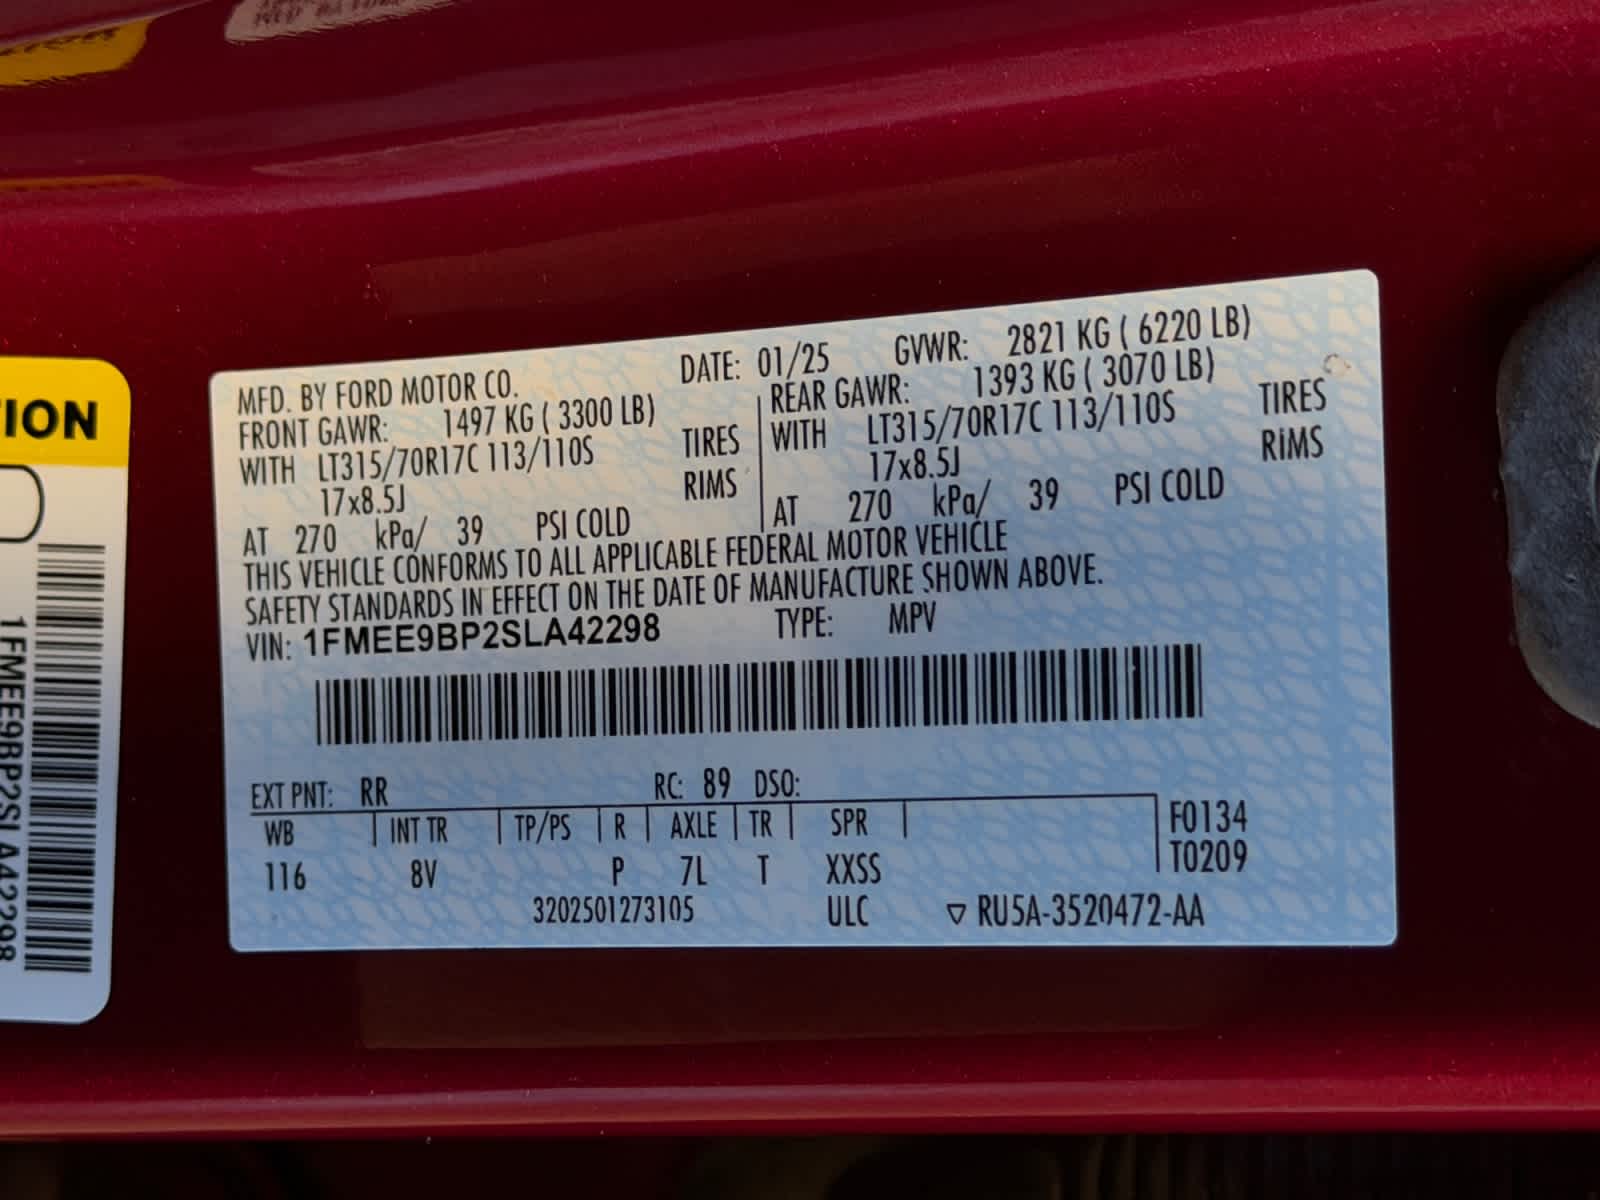 TION
1FMEE9BP2SLA42298
MFD. BY FORD MOTOR CO.
DATE: 01/25
GVWR: 2821 KG ( 6220 LB)
FRONT GAWR: 1497 KG ( 3300 LB)
WITH LT315/70R17C 113/110S TIRES
17x8.5J RIMS
AT 270 kPa/ 39 PSI COLD
REAR GAWR: 1393 KG ( 3070 LB)
WITH LT315/70R17C 113/110S TIRES
17x8.5J RIMS
AT 270 kPa/ 39 PSI COLD
THIS VEHICLE CONFORMS TO ALL APPLICABLE FEDERAL MOTOR VEHICLE
SAFETY STANDARDS IN EFFECT ON THE DATE OF MANUFACTURE SHOWN ABOVE.
VIN: 1FMEE9BP2SLA42298 TYPE: MPV
EXT PNT: RR RC: 89 DSO:
WB INT TR TP/PS R AXLE TR SPR F0134
116 8V P 7L T XXSS T0209
3202501273105 ULC ▽ RU5A-3520472-AA